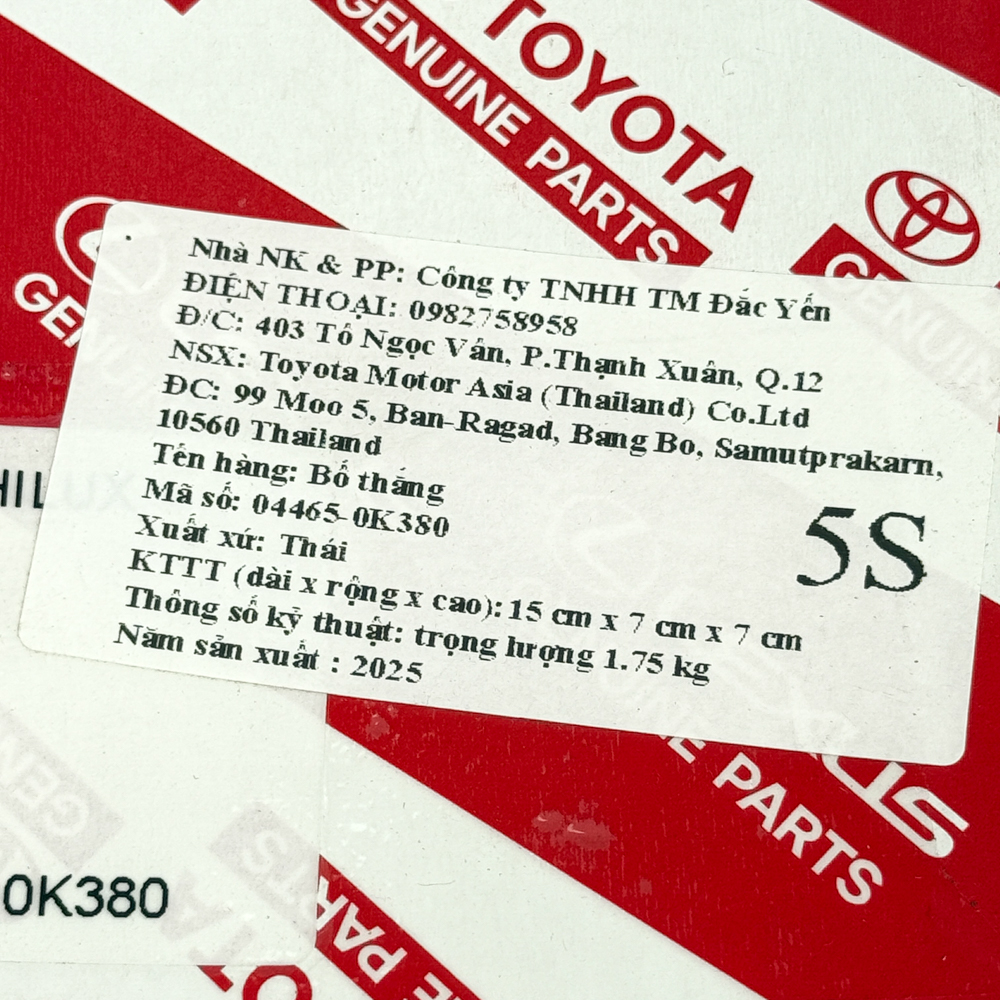 TOYOTA
GENUINE PARTS
GEN
Nhà NK & PP: Công ty TNHH TM Đắc Yến
ĐIỆN THOẠI: 0982758958
Đ/C: 403 Tô Ngọc Vân, P.Thạnh Xuân, Q.12
NSX: Toyota Motor Asia (Thailand) Co.Ltd
ĐC: 99 Moo 5, Ban-Ragad, Bang Bo, Samutprakarn,
10560 Thailand
Tên hàng: Bố thắng
Mã số: 04465-0K380
Xuất xứ: Thái
KTTT (dài x rộng x cao): 15 cm x 7 cm x 7 cm
Thông số kỹ thuật: trọng lượng 1.75 kg
Năm sản xuất : 2025
5S
HILUX
PARTS
0K380